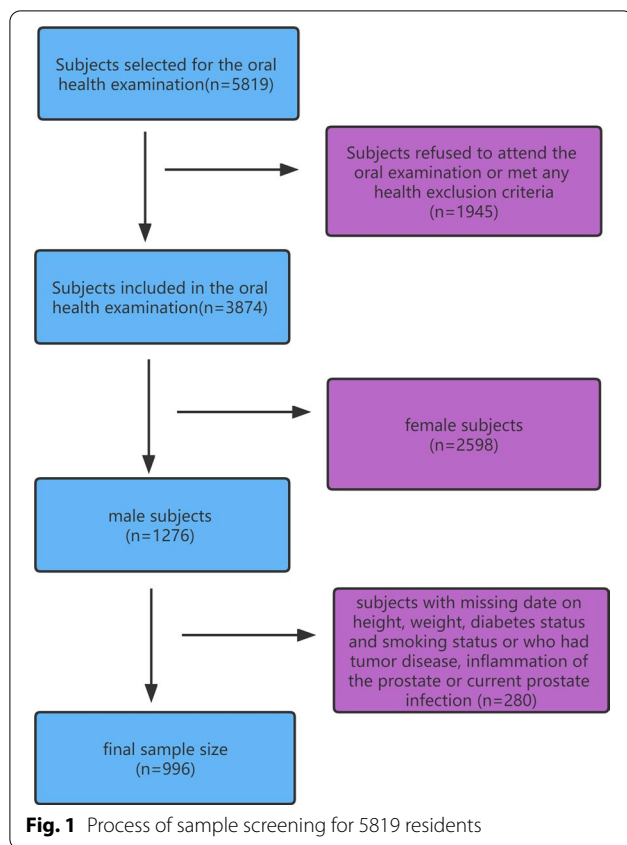 Subjects selected for the oral
health examination(n=5819)
Subjects refused to attend the
oral examination or met any
health exclusion criteria
(n=1945)
Subjects included in the oral
health examination(n=3874)
female subjects
(n=2598)
male subjects
(n=1276)
subjects with missing date on
height, weight, diabetes status
and smoking status or who had
tumor disease, inflammation of
the prostate or current prostate
infection (n=280)
final sample size
(n=996)
Fig. 1 Process of sample screening for 5819 residents